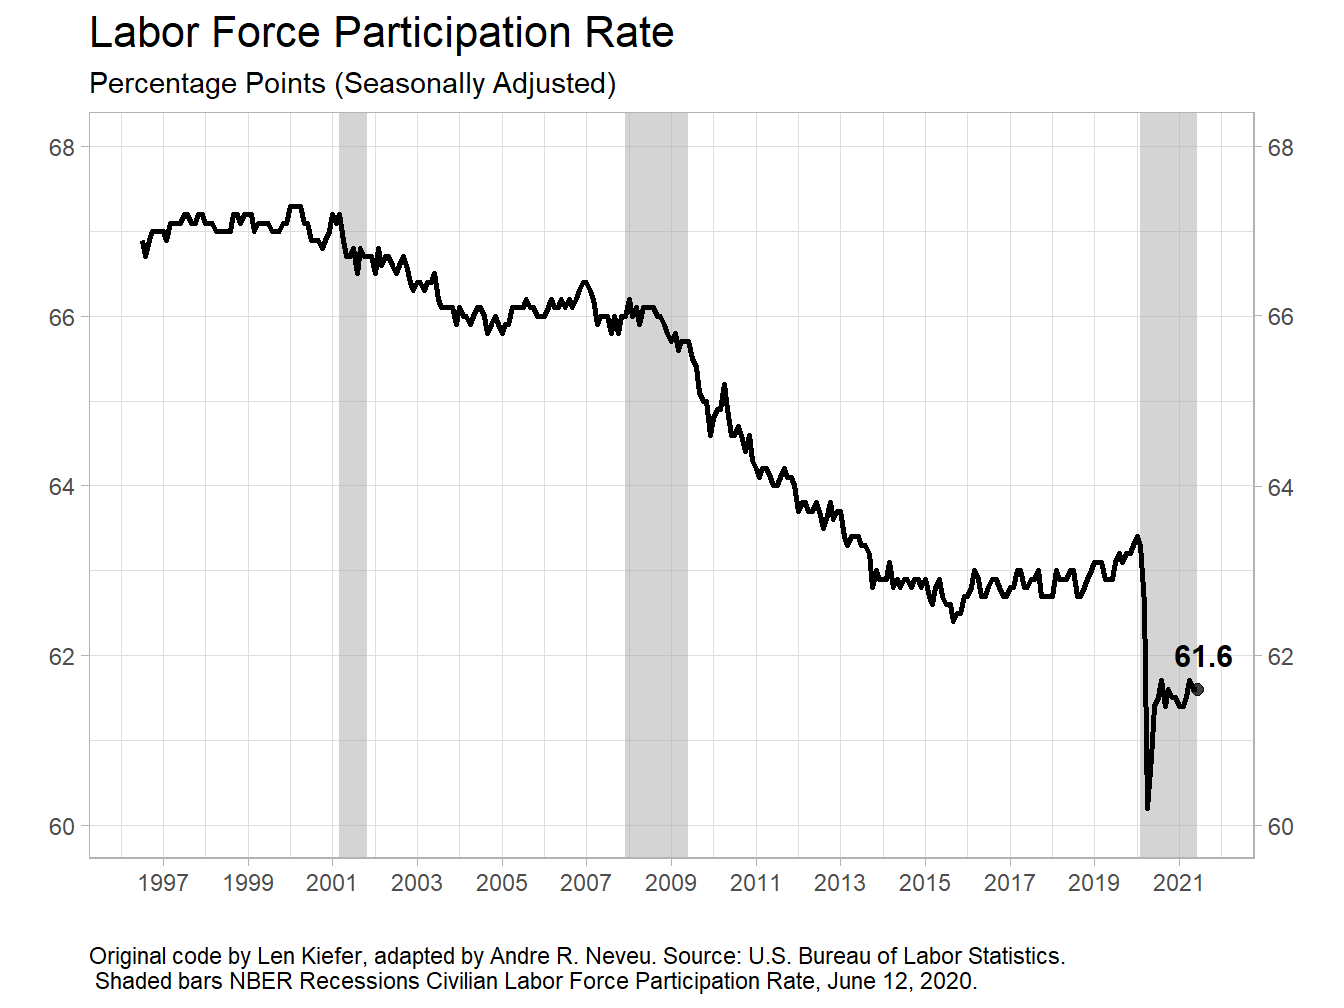 Labor Force Participation Rate
Percentage Points (Seasonally Adjusted)
68 68
66 66
64 64
62 61.6 62
60 60
1997 1999 2001 2003 2005 2007 2009 2011 2013 2015 2017 2019 2021
Original code by Len Kiefer, adapted by Andre R. Neveu. Source: U.S. Bureau of Labor Statistics.
Shaded bars NBER Recessions Civilian Labor Force Participation Rate, June 12, 2020.